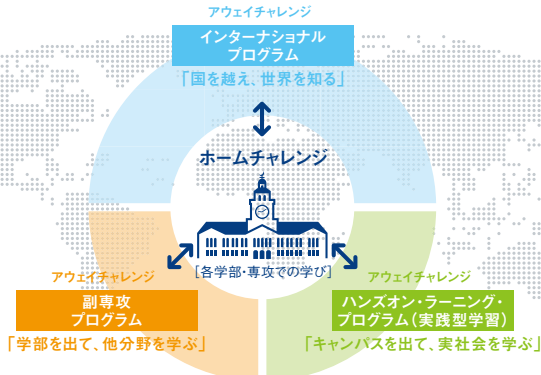 アウェイチャレンジ
インターナショナル
プログラム
「国を越え、世界を知る」
ホームチャレンジ
[各学部・専攻での学び]
アウェイチャレンジ
副専攻
プログラム
「学部を出て、他分野を学ぶ」
アウェイチャレンジ
ハンズオン・ラーニング・
プログラム(実践型学習)
「キャンパスを出て、実社会を学ぶ」